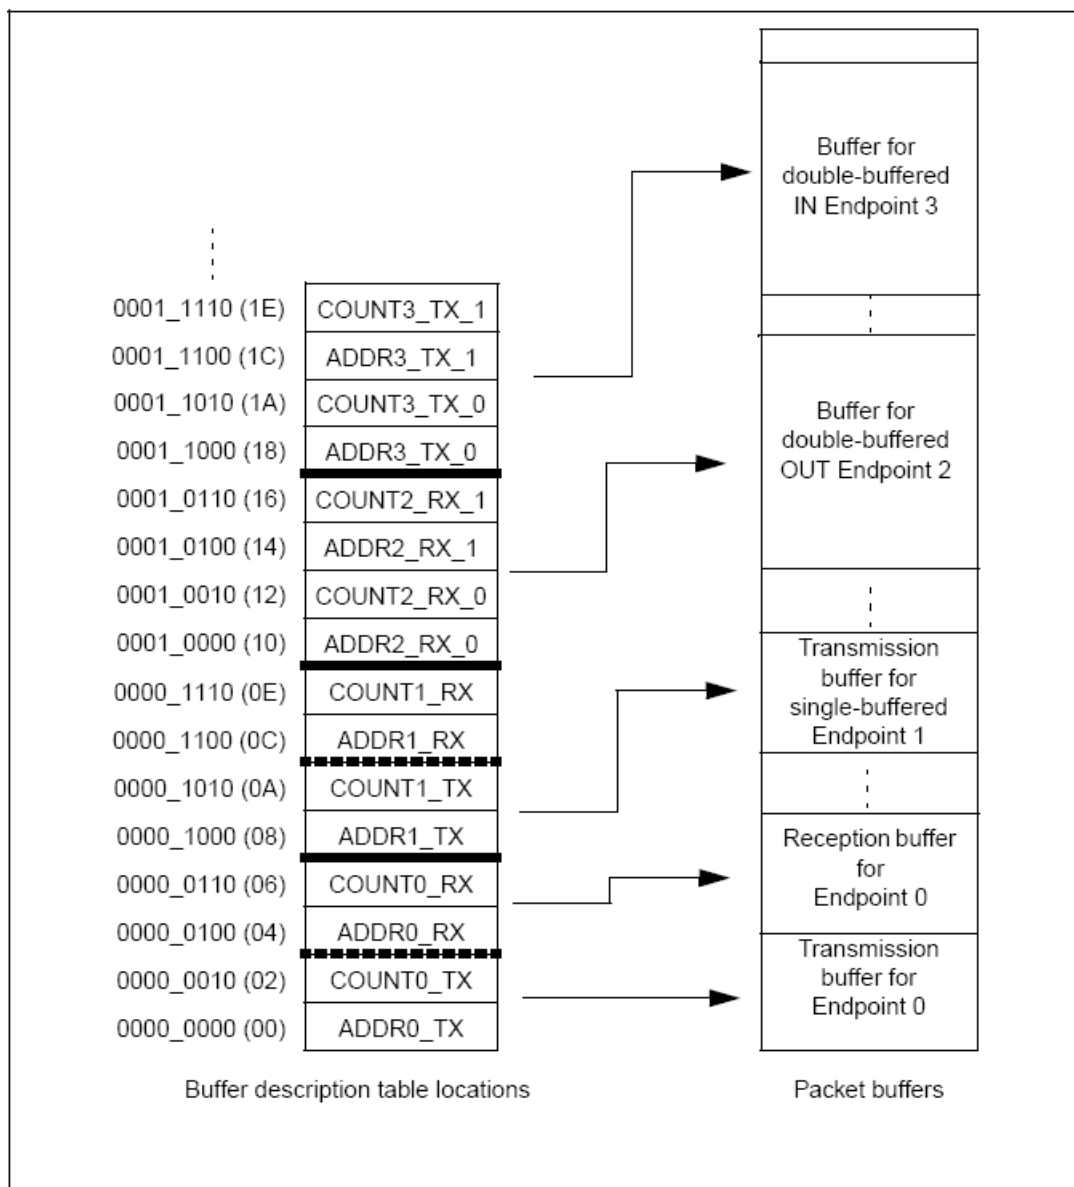 Buffer for
double-buffered
IN Endpoint 3
0001_1110 (1E) COUNT3_TX_1
0001_1100 (1C) ADDR3_TX_1
0001_1010 (1A) COUNT3_TX_0
0001_1000 (18) ADDR3_TX_0
0001_0110 (16) COUNT2_RX_1
0001_0100 (14) ADDR2_RX_1
0001_0010 (12) COUNT2_RX_0
0001_0000 (10) ADDR2_RX_0
0000_1110 (0E) COUNT1_RX
0000_1100 (0C) ADDR1_RX
0000_1010 (0A) COUNT1_TX
0000_1000 (08) ADDR1_TX
0000_0110 (06) COUNT0_RX
0000_0100 (04) ADDR0_RX
0000_0010 (02) COUNT0_TX
0000_0000 (00) ADDR0_TX
Buffer for
double-buffered
OUT Endpoint 2
Transmission
buffer for
single-buffered
Endpoint 1
Reception buffer
for
Endpoint 0
Transmission
buffer for
Endpoint 0
Buffer description table locations
Packet buffers